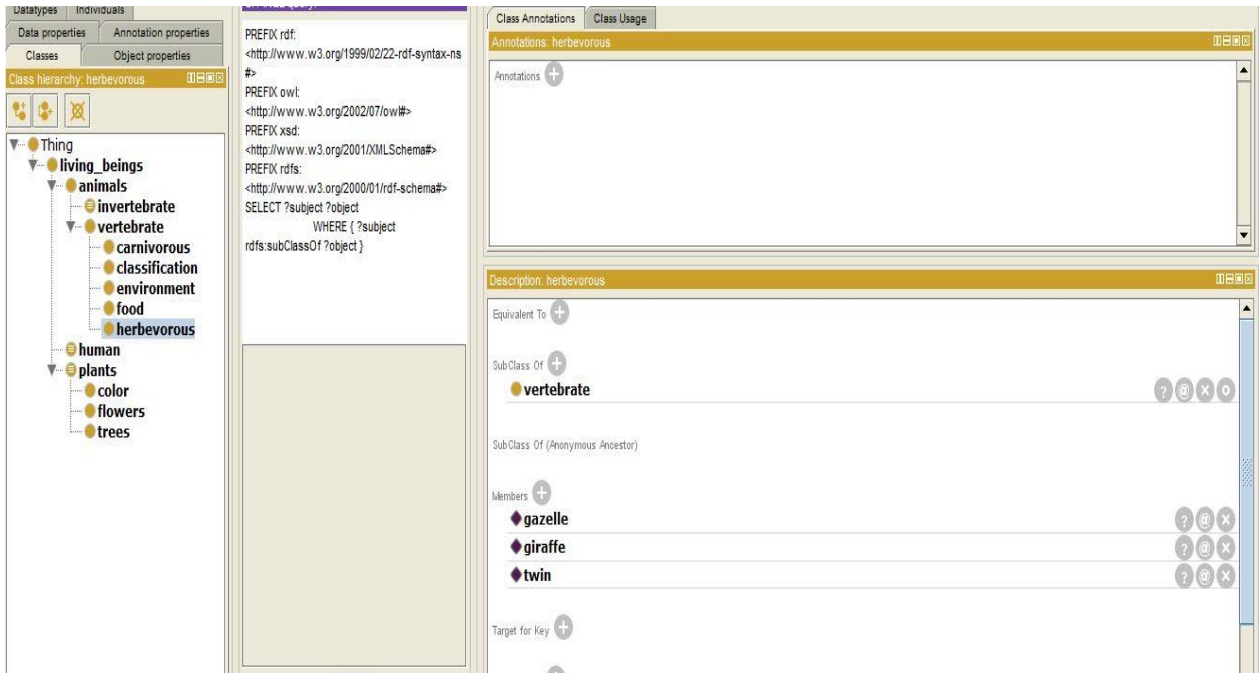 Datatypes Individuals
Data properties Annotation properties
Classes Object properties
Class hierarchy: herbevorous
Thing
living_beings
animals
invertebrate
vertebrate
carnivorous
classification
environment
food
herbevorous
human
plants
color
flowers
trees
PREFIX rdf:
<http://www.w3.org/1999/02/22-rdf-syntax-ns
#>
PREFIX owl:
<http://www.w3.org/2002/07/owl#>
PREFIX xsd:
<http://www.w3.org/2001/XMLSchema#>
PREFIX rdfs:
<http://www.w3.org/2000/01/rdf-schema#>
SELECT ?subject ?object
WHERE { ?subject
rdfs:subClassOf ?object }
Class Annotations Class Usage
Annotations: herbevorous
Annotations
Description: herbevorous
Equivalent To
SubClass Of
vertebrate
SubClass Of (Anonymous Ancestor)
Members
gazelle
giraffe
twin
Target for Key